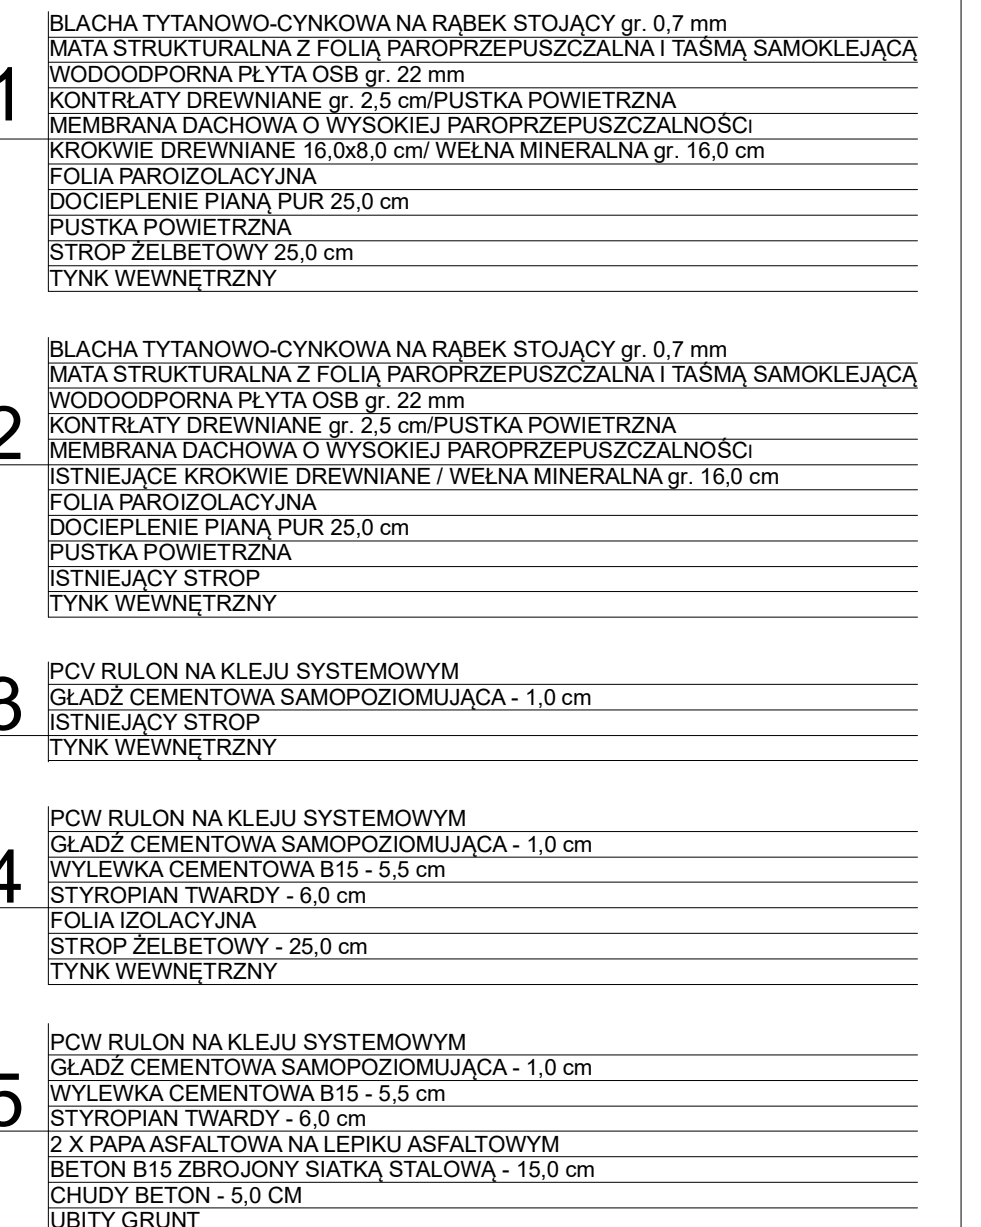 1
BLACHA TYTANOWO-CYNKOWA NA RĄBEK STOJĄCY gr. 0,7 mm
MATA STRUKTURALNA Z FOLIĄ PAROPRZEPUSZCZALNA I TAŚMĄ SAMOKLEJĄCĄ
WODOODPORNA PŁYTA OSB gr. 22 mm
KONTRŁATY DREWNIANE gr. 2,5 cm/PUSTKA POWIETRZNA
MEMBRANA DACHOWA O WYSOKIEJ PAROPRZEPUSZCZALNOŚCI
KROKWIE DREWNIANE 16,0x8,0 cm/ WEŁNA MINERALNA gr. 16,0 cm
FOLIA PAROIZOLACYJNA
DOCIEPLENIE PIANĄ PUR 25,0 cm
PUSTKA POWIETRZNA
STROP ŻELBETOWY 25,0 cm
TYNK WEWNĘTRZNY
2
BLACHA TYTANOWO-CYNKOWA NA RĄBEK STOJĄCY gr. 0,7 mm
MATA STRUKTURALNA Z FOLIĄ PAROPRZEPUSZCZALNA I TAŚMĄ SAMOKLEJĄCĄ
WODOODPORNA PŁYTA OSB gr. 22 mm
KONTRŁATY DREWNIANE gr. 2,5 cm/PUSTKA POWIETRZNA
MEMBRANA DACHOWA O WYSOKIEJ PAROPRZEPUSZCZALNOŚCI
ISTNIEJĄCE KROKWIE DREWNIANE / WEŁNA MINERALNA gr. 16,0 cm
FOLIA PAROIZOLACYJNA
DOCIEPLENIE PIANĄ PUR 25,0 cm
PUSTKA POWIETRZNA
ISTNIEJĄCY STROP
TYNK WEWNĘTRZNY
3
PCV RULON NA KLEJU SYSTEMOWYM
GŁADŹ CEMENTOWA SAMOPOZIOMUJĄCA - 1,0 cm
ISTNIEJĄCY STROP
TYNK WEWNĘTRZNY
4
PCW RULON NA KLEJU SYSTEMOWYM
GŁADŹ CEMENTOWA SAMOPOZIOMUJĄCA - 1,0 cm
WYLEWKA CEMENTOWA B15 - 5,5 cm
STYROPIAN TWARDY - 6,0 cm
FOLIA IZOLACYJNA
STROP ŻELBETOWY - 25,0 cm
TYNK WEWNĘTRZNY
5
PCW RULON NA KLEJU SYSTEMOWYM
GŁADŹ CEMENTOWA SAMOPOZIOMUJĄCA - 1,0 cm
WYLEWKA CEMENTOWA B15 - 5,5 cm
STYROPIAN TWARDY - 6,0 cm
2 X PAPA ASFALTOWA NA LEPIKU ASFALTOWYM
BETON B15 ZBROJONY SIATKĄ STALOWĄ - 15,0 cm
CHUDY BETON - 5,0 CM
UBITY GRUNT